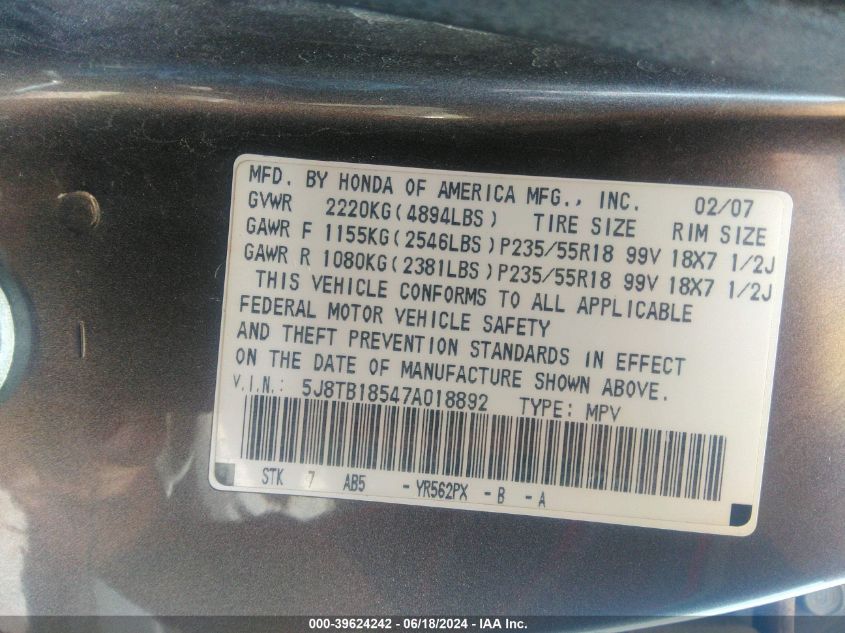 MFD. BY HONDA OF AMERICA MFG., INC. 02/07
GVWR 2220KG(4894LBS) TIRE SIZE RIM SIZE
GAWR F 1155KG(2546LBS)P235/55R18 99V 18X7 1/2J
GAWR R 1080KG(2381LBS)P235/55R18 99V 18X7 1/2J
THIS VEHICLE CONFORMS TO ALL APPLICABLE
FEDERAL MOTOR VEHICLE SAFETY
AND THEFT PREVENTION STANDARDS IN EFFECT
ON THE DATE OF MANUFACTURE SHOWN ABOVE.
V.I.N.: 5J8TB18547A018892 TYPE: MPV
STK 7 AB5 - YR562PX - B - A
000-39624242 - 06/18/2024 - IAA Inc.